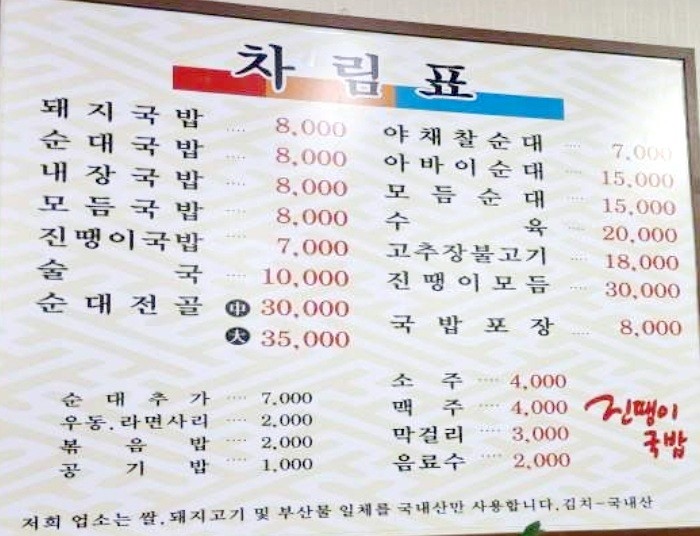 차림표
돼지국밥 .... 8,000
순대국밥 .... 8,000
내장국밥 .... 8,000
모듬국밥 .... 8,000
진땡이국밥 .... 7,000
술국 .... 10,000
순대전골 中 30,000
大 35,000
야채찰순대 .... 7,000
아바이순대 .... 15,000
모듬순대 .... 15,000
수육 .... 20,000
고추장불고기 .... 18,000
진땡이모듬 .... 30,000
국밥포장 .... 8,000
순대추가 .... 7,000
우동,라면사리 .... 2,000
볶음밥 .... 2,000
공기밥 .... 1,000
소주 .... 4,000
맥주 .... 4,000
막걸리 .... 3,000
음료수 .... 2,000
진땡이
국밥
저희 업소는 쌀,돼지고기 및 부산물 일체를 국내산만 사용합니다.김치-국내산